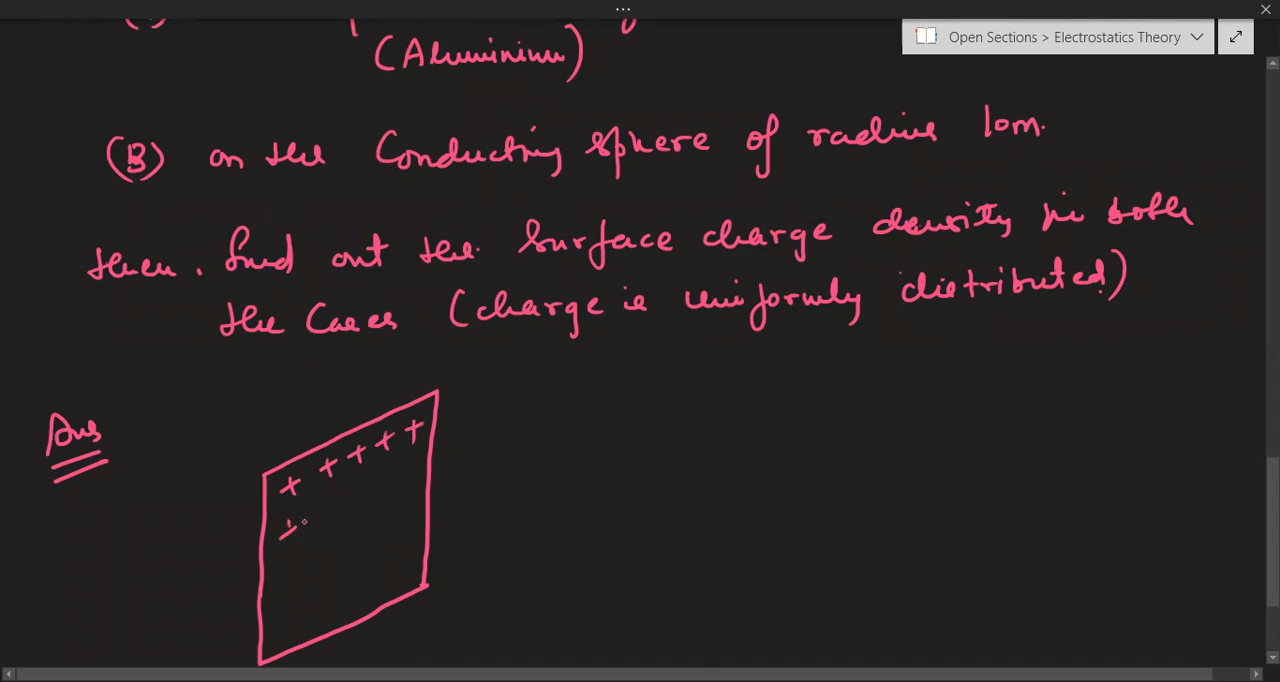 Open Sections > Electrostatics Theory
(Aluminium)
(B) on the Conducting sphere of radius 10m.
then. find out the Surface charge density in both
the Cases (charge is uniformly distributed)
Ans
+ + + + +